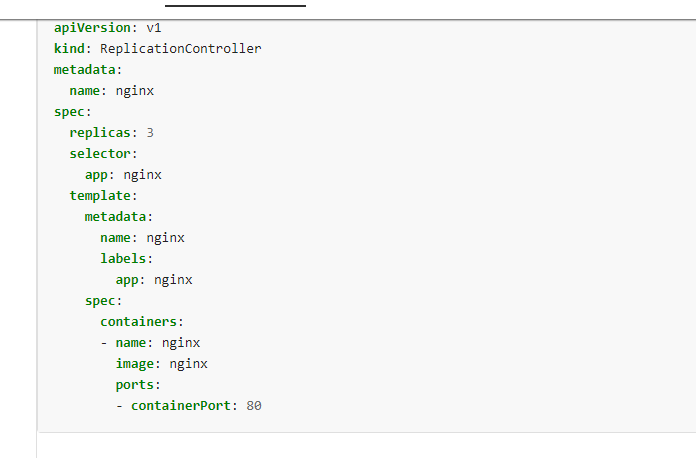 apiVersion: v1
kind: ReplicationController
metadata:
  name: nginx
spec:
  replicas: 3
  selector:
    app: nginx
  template:
    metadata:
      name: nginx
      labels:
        app: nginx
    spec:
      containers:
      - name: nginx
        image: nginx
        ports:
        - containerPort: 80